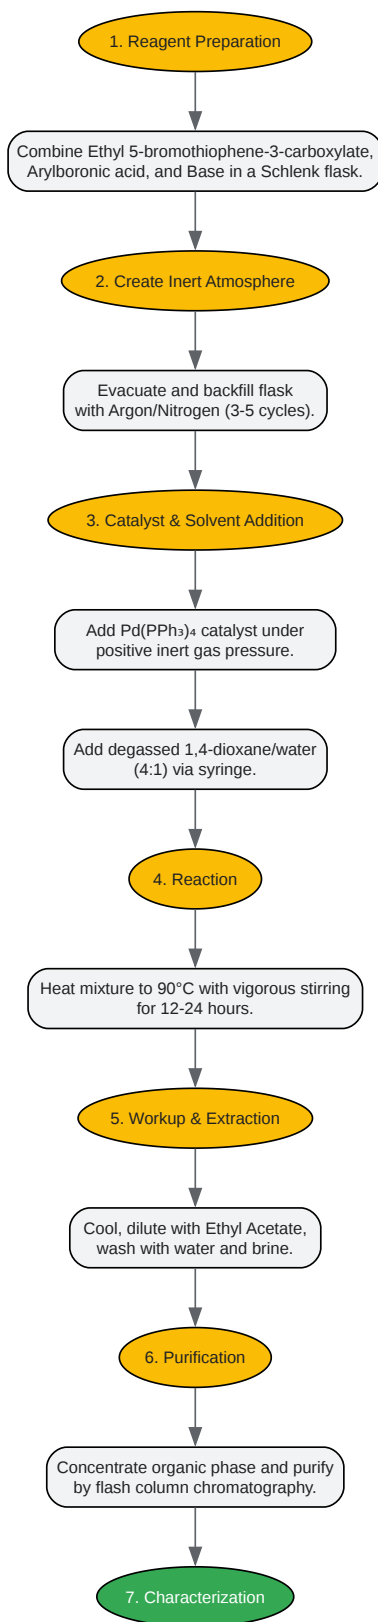 1. Reagent Preparation
Combine Ethyl 5-bromothiophene-3-carboxylate,
Arylboronic acid, and Base in a Schlenk flask.
2. Create Inert Atmosphere
Evacuate and backfill flask
with Argon/Nitrogen (3-5 cycles).
3. Catalyst & Solvent Addition
Add Pd(PPh₃)₄ catalyst under
positive inert gas pressure.
Add degassed 1,4-dioxane/water
(4:1) via syringe.
4. Reaction
Heat mixture to 90°C with vigorous stirring
for 12-24 hours.
5. Workup & Extraction
Cool, dilute with Ethyl Acetate,
wash with water and brine.
6. Purification
Concentrate organic phase and purify
by flash column chromatography.
7. Characterization